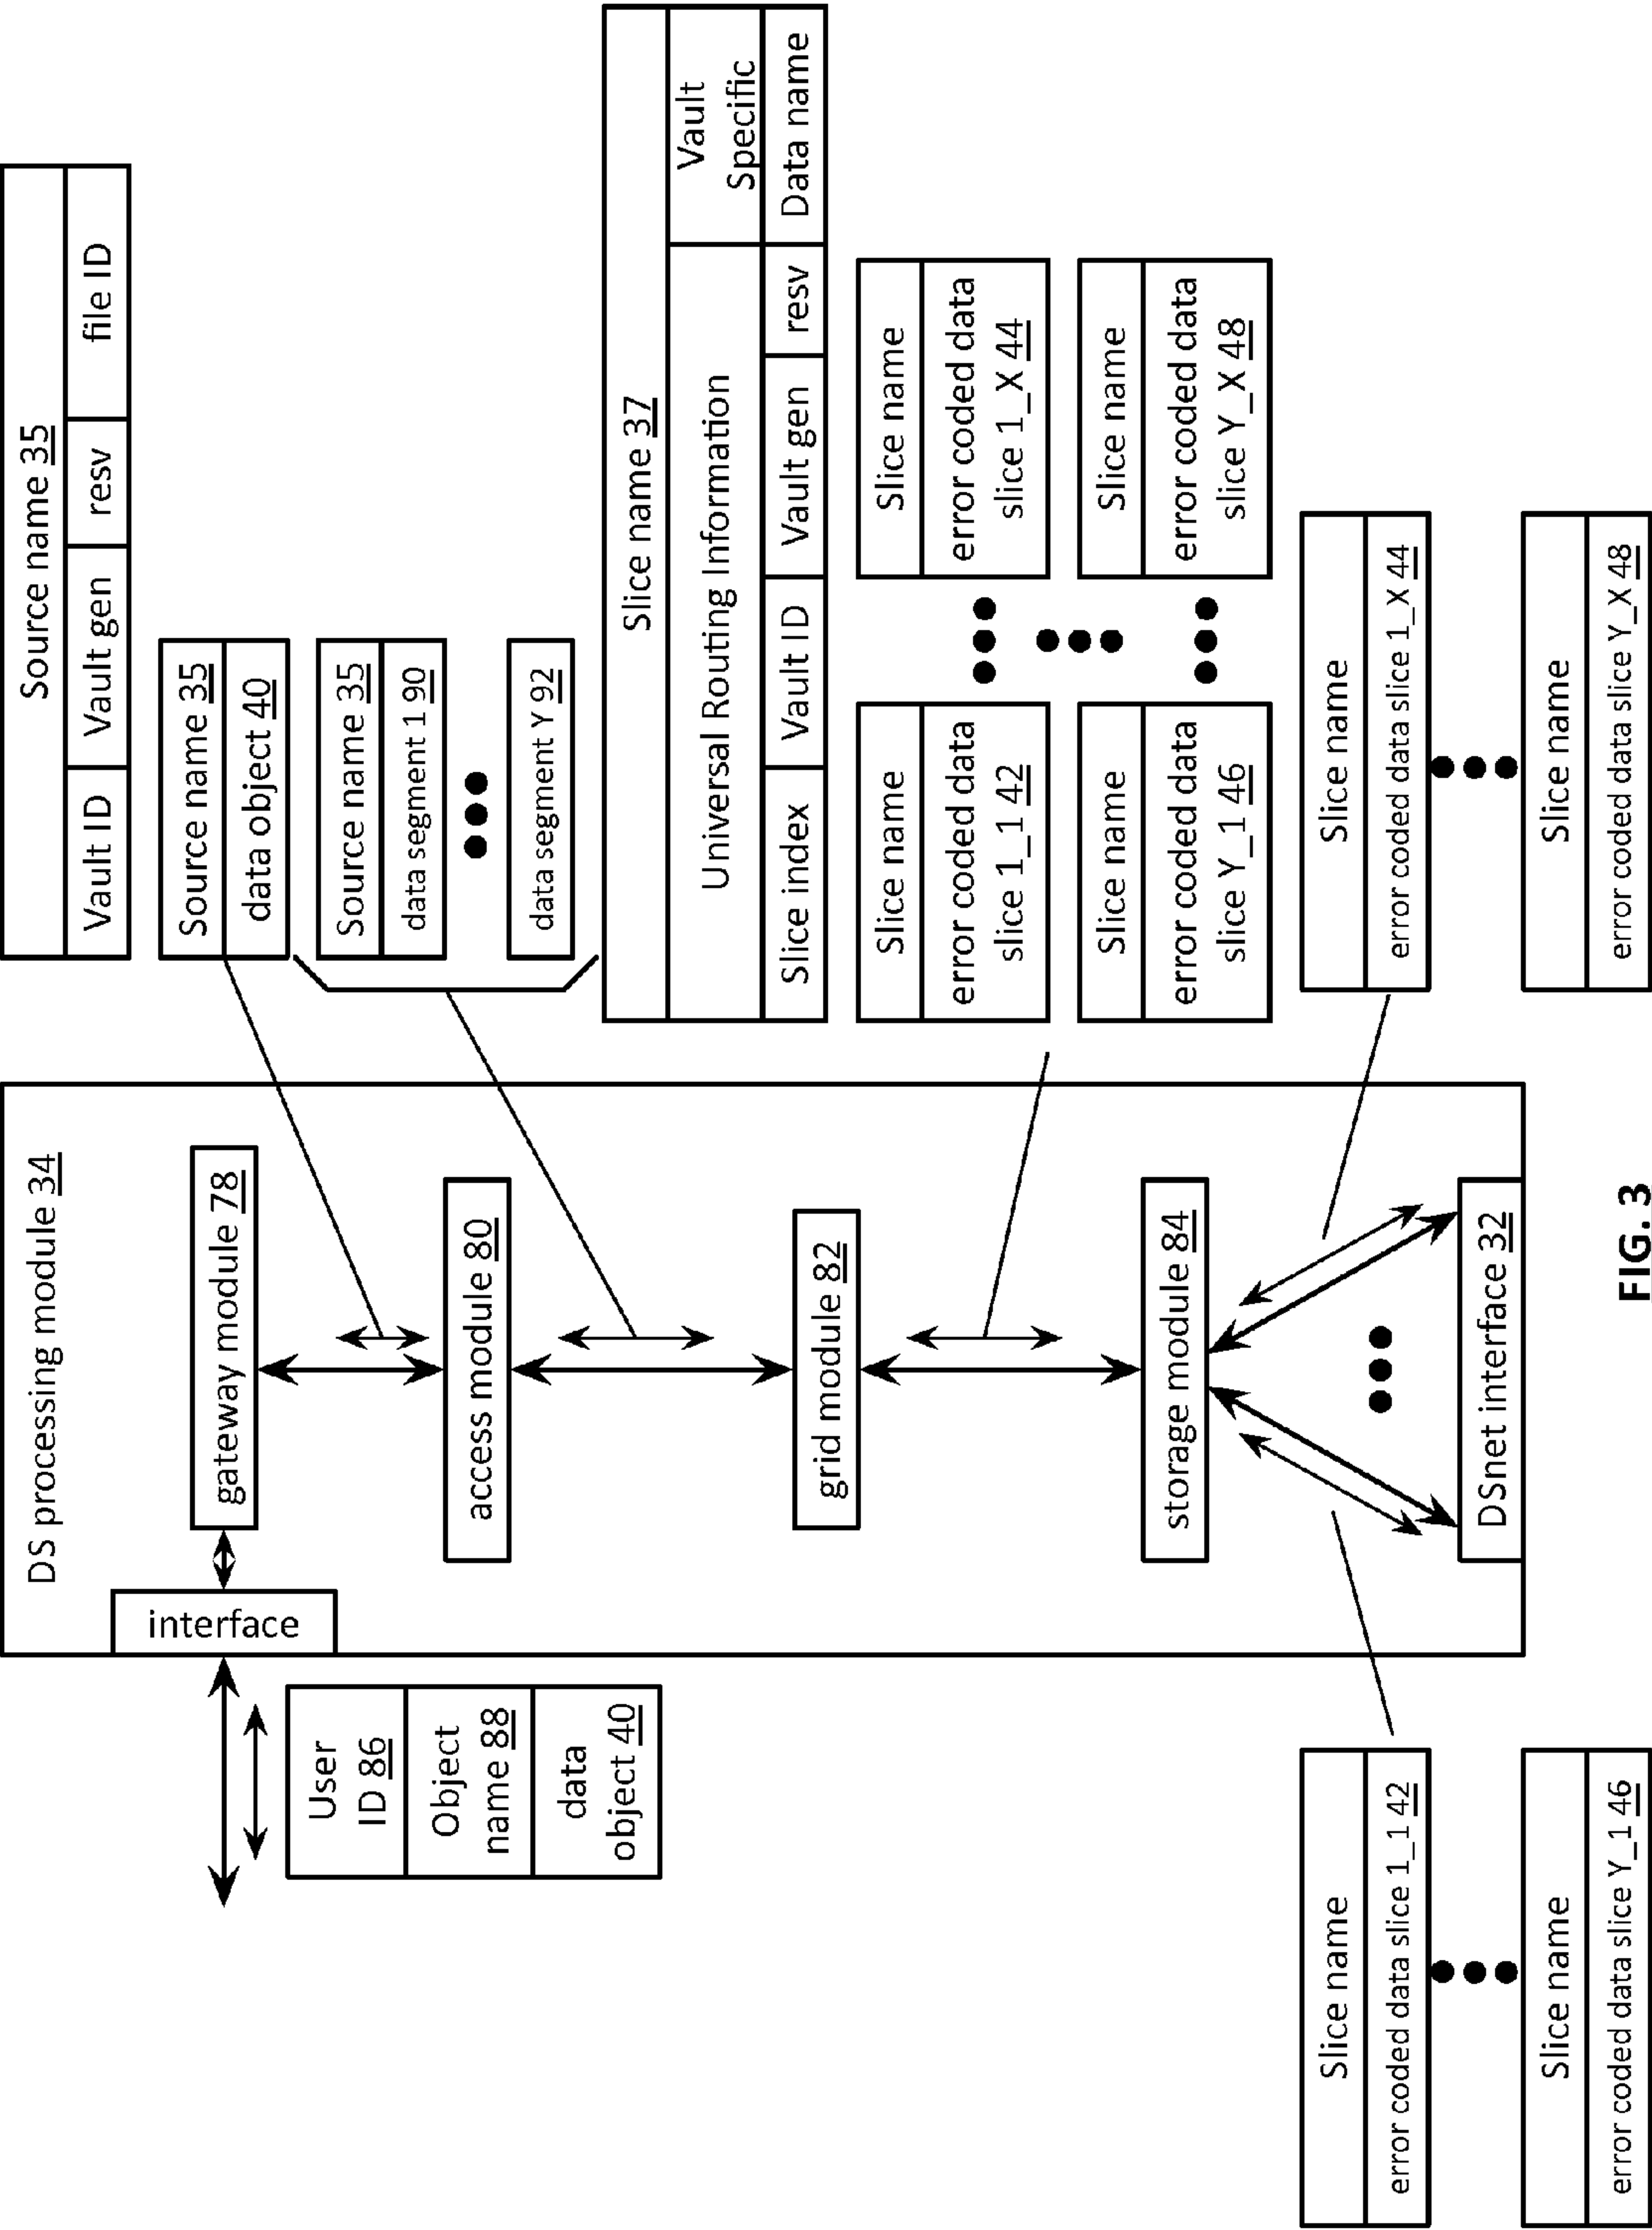 DS processing module 34
interface
gateway module 78
access module 80
grid module 82
storage module 84
DSnet interface 32
User
ID 86
Object
name 88
data
object 40
Source name 35
Vault ID
Vault gen
resv
file ID
Source name 35
data object 40
Source name 35
data segment 1 90
data segment Y 92
Slice name 37
Universal Routing Information
Vault
Specific
Slice index
Vault ID
Vault gen
resv
Data name
Slice name
error coded data
slice 1_1 42
Slice name
error coded data
slice 1_X 44
Slice name
error coded data
slice Y_1 46
Slice name
error coded data
slice Y_X 48
Slice name
error coded data slice 1_1 42
Slice name
error coded data slice Y_1 46
Slice name
error coded data slice 1_X 44
Slice name
error coded data slice Y_X 48
FIG. 3